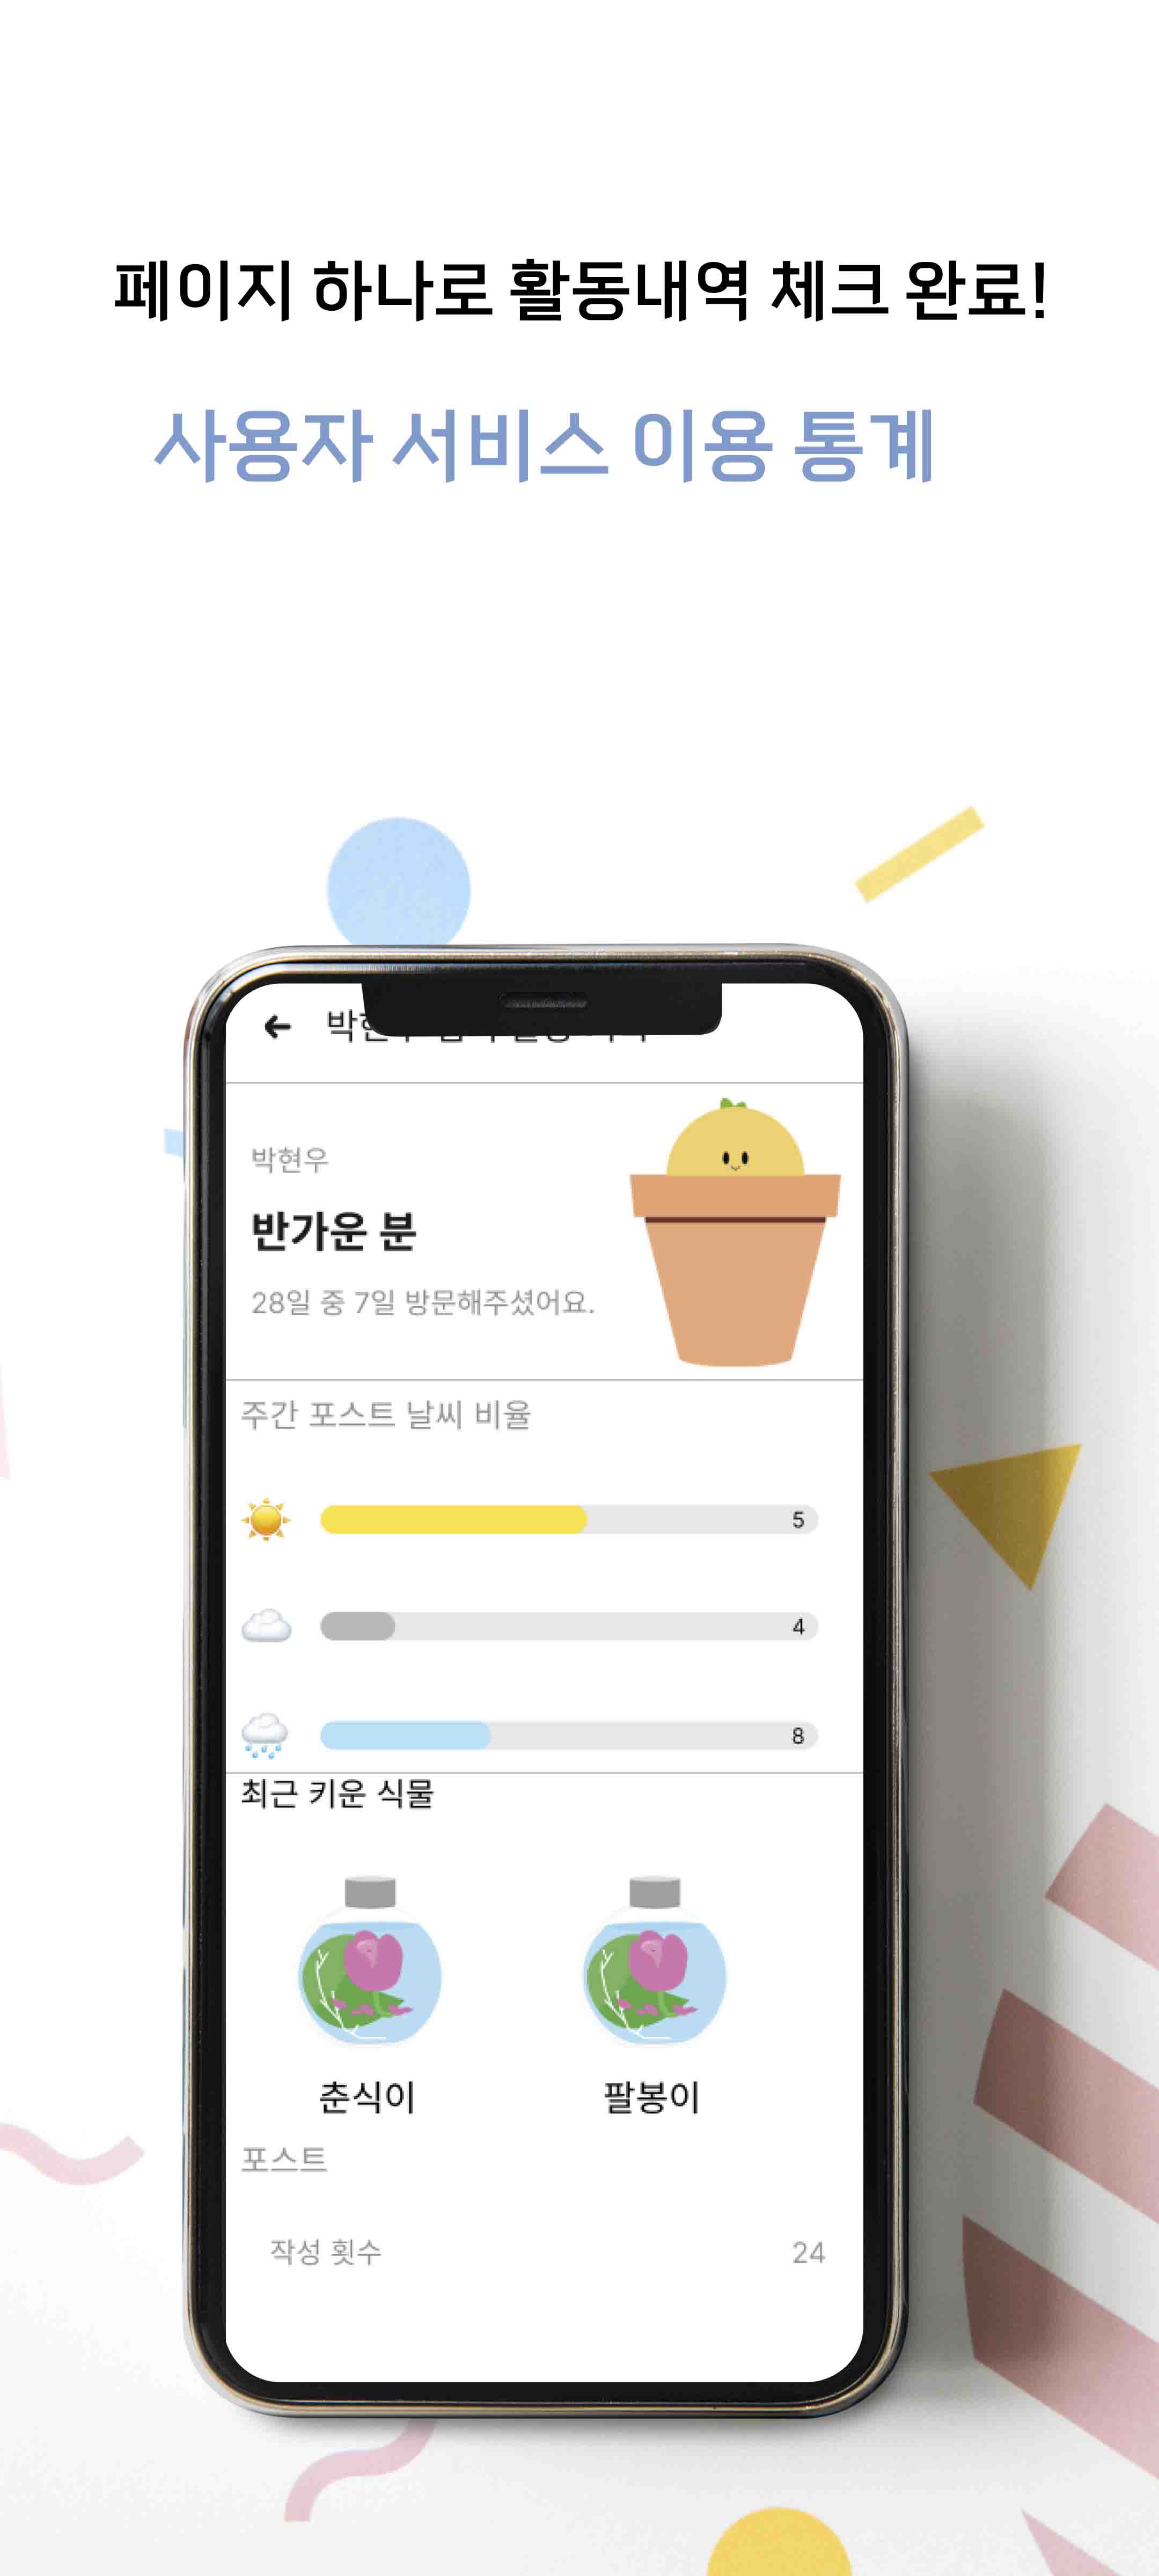 페이지 하나로 활동내역 체크 완료!
사용자 서비스 이용 통계
박현우
반가운 분
28일 중 7일 방문해주셨어요.
주간 포스트 날씨 비율
5
4
8
최근 키운 식물
춘식이 팔봉이
포스트
작성 횟수 24